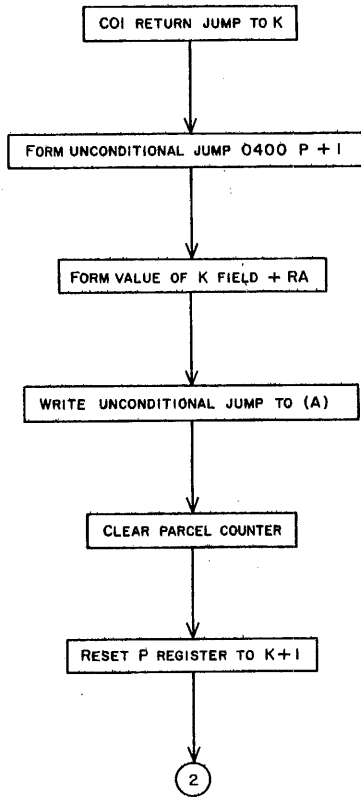 C01 RETURN JUMP TO K
FORM UNCONDITIONAL JUMP 0400 P + 1
FORM VALUE OF K FIELD + RA
WRITE UNCONDITIONAL JUMP TO (A)
CLEAR PARCEL COUNTER
RESET P REGISTER TO K+1
2